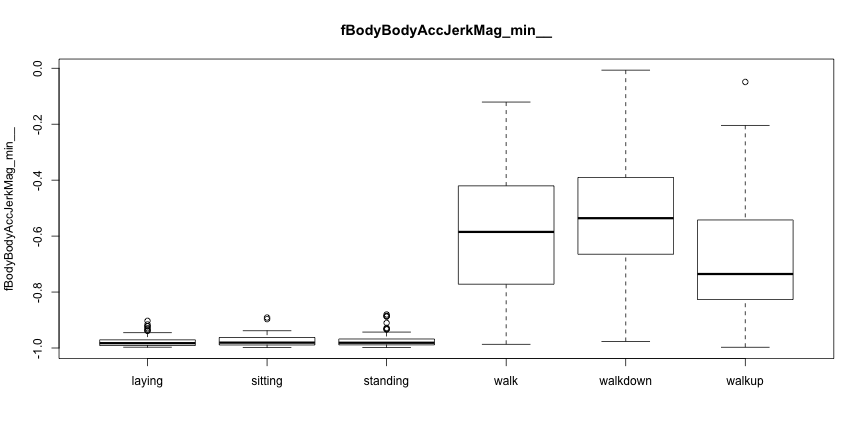 fBodyBodyAccJerkMag_min__
fBodyBodyAccJerkMag_min__
0.0
-0.2
-0.4
-0.6
-0.8
-1.0
laying sitting standing walk walkdown walkup